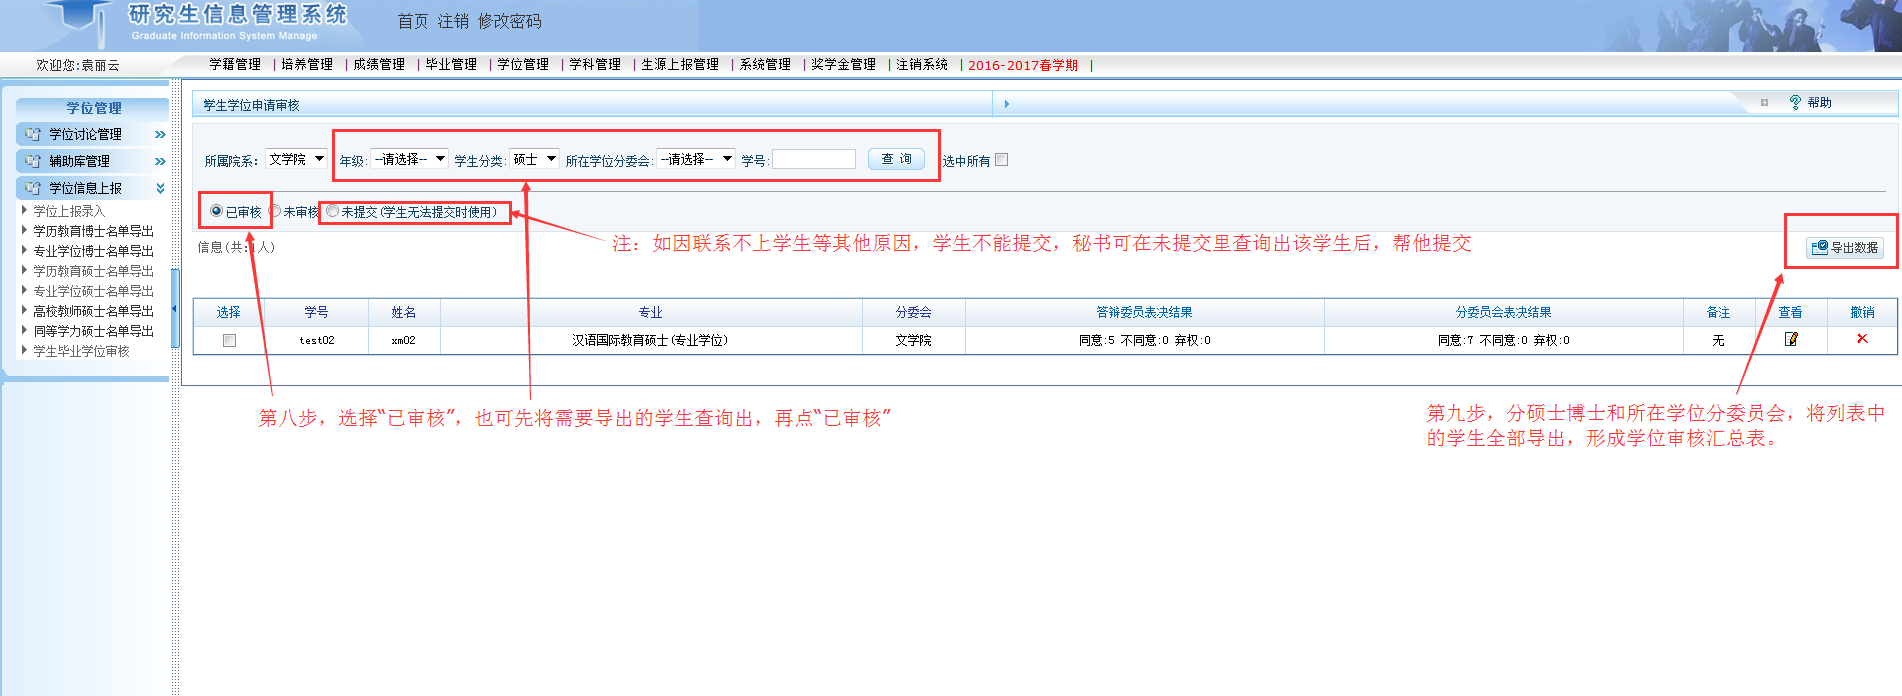 研究生信息管理系统
Graduate Information System Manage
首页 注销 修改密码
欢迎您:袁丽云
学籍管理 | 培养管理 | 成绩管理 | 毕业管理 | 学位管理 | 学科管理 | 生源上报管理 | 系统管理 | 奖学金管理 | 注销系统 | 2016-2017春学期 |
学位管理
学位讨论管理
辅助库管理
学位信息上报
学位上报录入
学历教育博士名单导出
专业学位博士名单导出
学历教育硕士名单导出
专业学位硕士名单导出
高校教师硕士名单导出
同等学力硕士名单导出
学生毕业学位审核
学生学位申请审核
帮助
所属院系: 文学院 年级: --请选择-- 学生分类: 硕士 所在学位分委会: --请选择-- 学号: 查 询 选中所有
已审核 未审核 未提交(学生无法提交时使用)
注：如因联系不上学生等其他原因，学生不能提交，秘书可在未提交里查询出该学生后，帮他提交
信息(共:1人)
导出数据
选择 学号 姓名 专业 分委会 答辩委员表决结果 分委员会表决结果 备注 查看 撤销
test02 xm02 汉语国际教育硕士(专业学位) 文学院 同意:5 不同意:0 弃权:0 同意:7 不同意:0 弃权:0 无
第八步，选择“已审核”，也可先将需要导出的学生查询出，再点“已审核”
第九步，分硕士博士和所在学位分委员会，将列表中
的学生全部导出，形成学位审核汇总表。